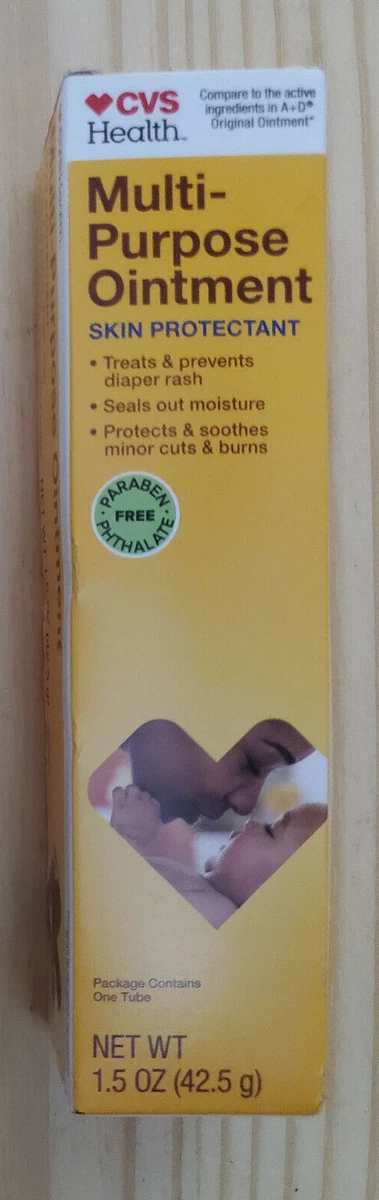 CVS
Health™
Compare to the active
ingredients in A+D®
Original Ointment*
Multi-
Purpose
Ointment
SKIN PROTECTANT
• Treats & prevents
diaper rash
• Seals out moisture
• Protects & soothes
minor cuts & burns
PARABEN
FREE
PHTHALATE
Package Contains
One Tube
NET WT
1.5 OZ (42.5 g)